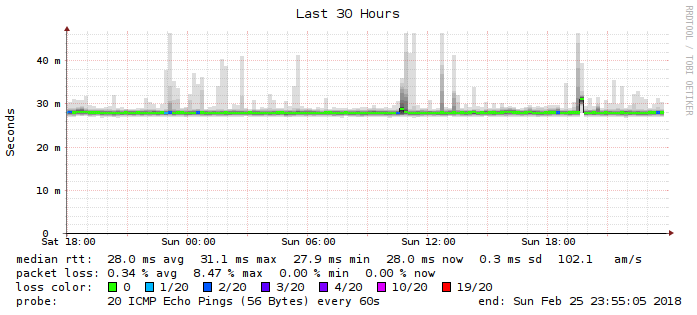 Last 30 Hours
RRDTOOL / TOBI OETIKER
Seconds
40 m
30 m
20 m
10 m
0
Sat 18:00 Sun 00:00 Sun 06:00 Sun 12:00 Sun 18:00
median rtt: 28.0 ms avg 31.1 ms max 27.9 ms min 28.0 ms now 0.3 ms sd 102.1 am/s
packet loss: 0.34 % avg 8.47 % max 0.00 % min 0.00 % now
loss color: 0 1/20 2/20 3/20 4/20 10/20 19/20
probe: 20 ICMP Echo Pings (56 Bytes) every 60s end: Sun Feb 25 23:55:05 2018